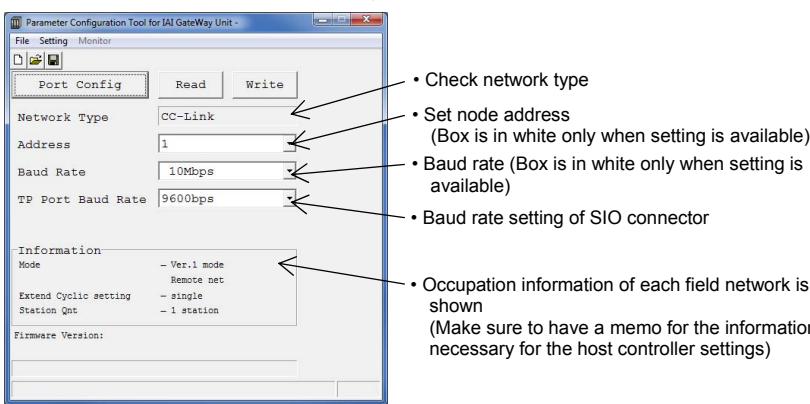 Parameter Configuration Tool for IAI GateWay Unit -
File Setting Monitor
Port Config Read Write
Network Type CC-Link
Address 1
Baud Rate 10Mbps
TP Port Baud Rate 9600bps
Information
Mode — Ver.1 mode
Remote net
Extend Cyclic setting — single
Station Qnt — 1 station
Firmware Version:
• Check network type
• Set node address
(Box is in white only when setting is available)
• Baud rate (Box is in white only when setting is
available)
• Baud rate setting of SIO connector
• Occupation information of each field network is
shown
(Make sure to have a memo for the information
necessary for the host controller settings)